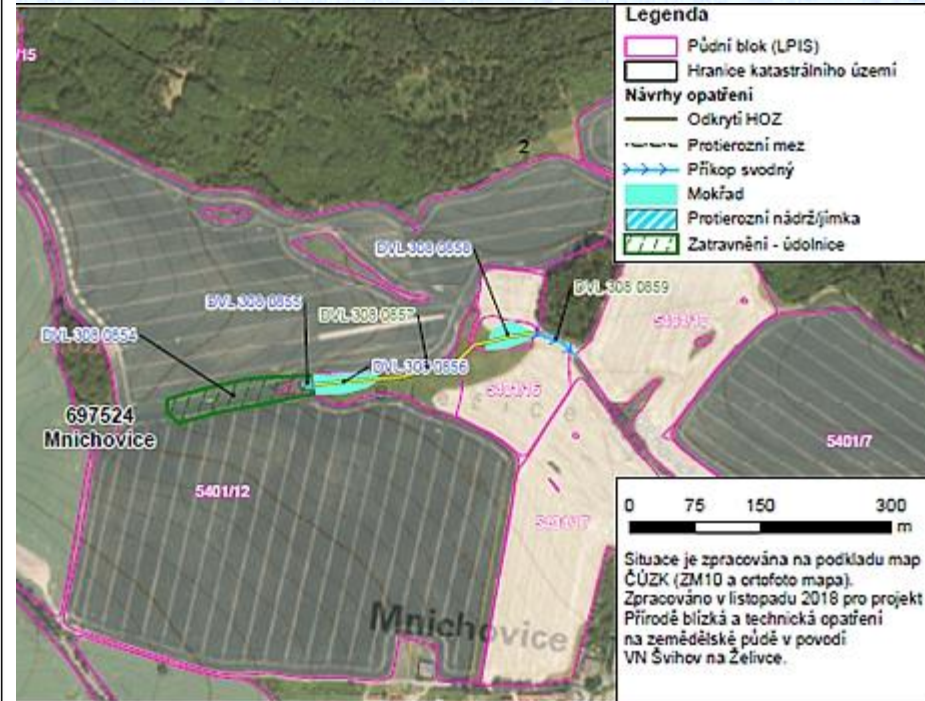 Legenda
Půdní blok (LPIS)
Hranice katastrálního území
Návrhy opatření
Odkrytí HOZ
Protierozní mez
Příkop svodný
Mokřad
Protierozní nádrž/jímka
Zatravnění - údolnice
/15
2
DVL 308 0858
DVL 308 0859
DVL 308 0855
DVL 308 0857
DVL 308 0854
DVL 308 0856
697524
Mnichovice
5401/7
5401/12
Mnichovice
0 75 150 300
m
Situace je zpracována na podkladu map
ČÚZK (ZM10 a ortofoto mapa).
Zpracováno v listopadu 2018 pro projekt
Přírodě blízká a technická opatření
na zemědělské půdě v povodí
VN Švihov na Želivce.